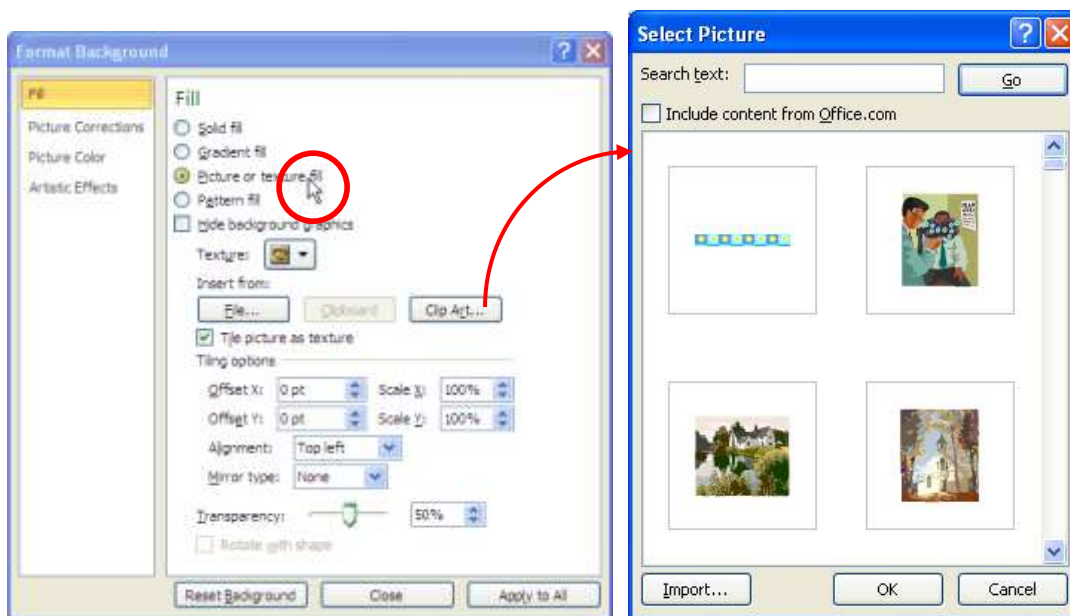 Format Background
Fill
Picture Corrections
Picture Color
Artistic Effects
Fill
Solid fill
Gradient fill
Picture or texture fill
Pattern fill
Hide background graphics
Texture:
Insert from:
File... Clipboard Clip Art...
Tile picture as texture
Tiling options
Offset X: 0 pt Scale X: 100%
Offset Y: 0 pt Scale Y: 100%
Alignment: Top left
Mirror type: None
Transparency: 50%
Rotate with shape
Reset Background Close Apply to All
Select Picture
Search text: Go
Include content from Office.com
Import... OK Cancel